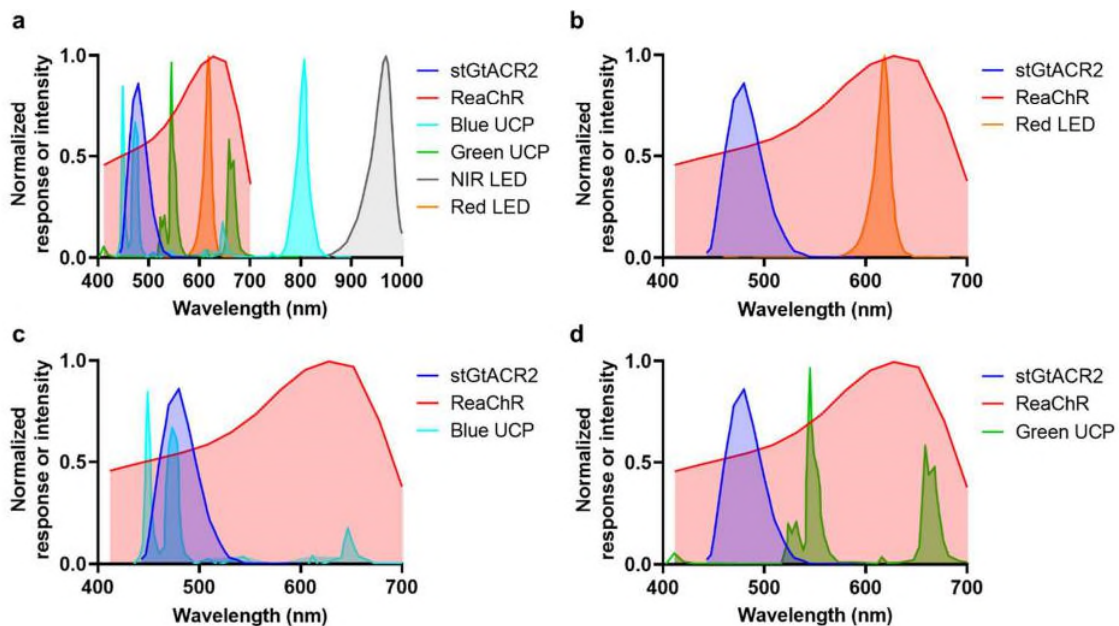 a
Normalized
response or intensity
1.0
0.5
0.0
400 500 600 700 800 900 1000
Wavelength (nm)
stGtACR2
ReaChR
Blue UCP
Green UCP
NIR LED
Red LED
b
Normalized
response or intensity
1.0
0.5
0.0
400 500 600 700
Wavelength (nm)
stGtACR2
ReaChR
Red LED
c
Normalized
response or intensity
1.0
0.5
0.0
400 500 600 700
Wavelength (nm)
stGtACR2
ReaChR
Blue UCP
d
Normalized
response or intensity
1.0
0.5
0.0
400 500 600 700
Wavelength (nm)
stGtACR2
ReaChR
Green UCP